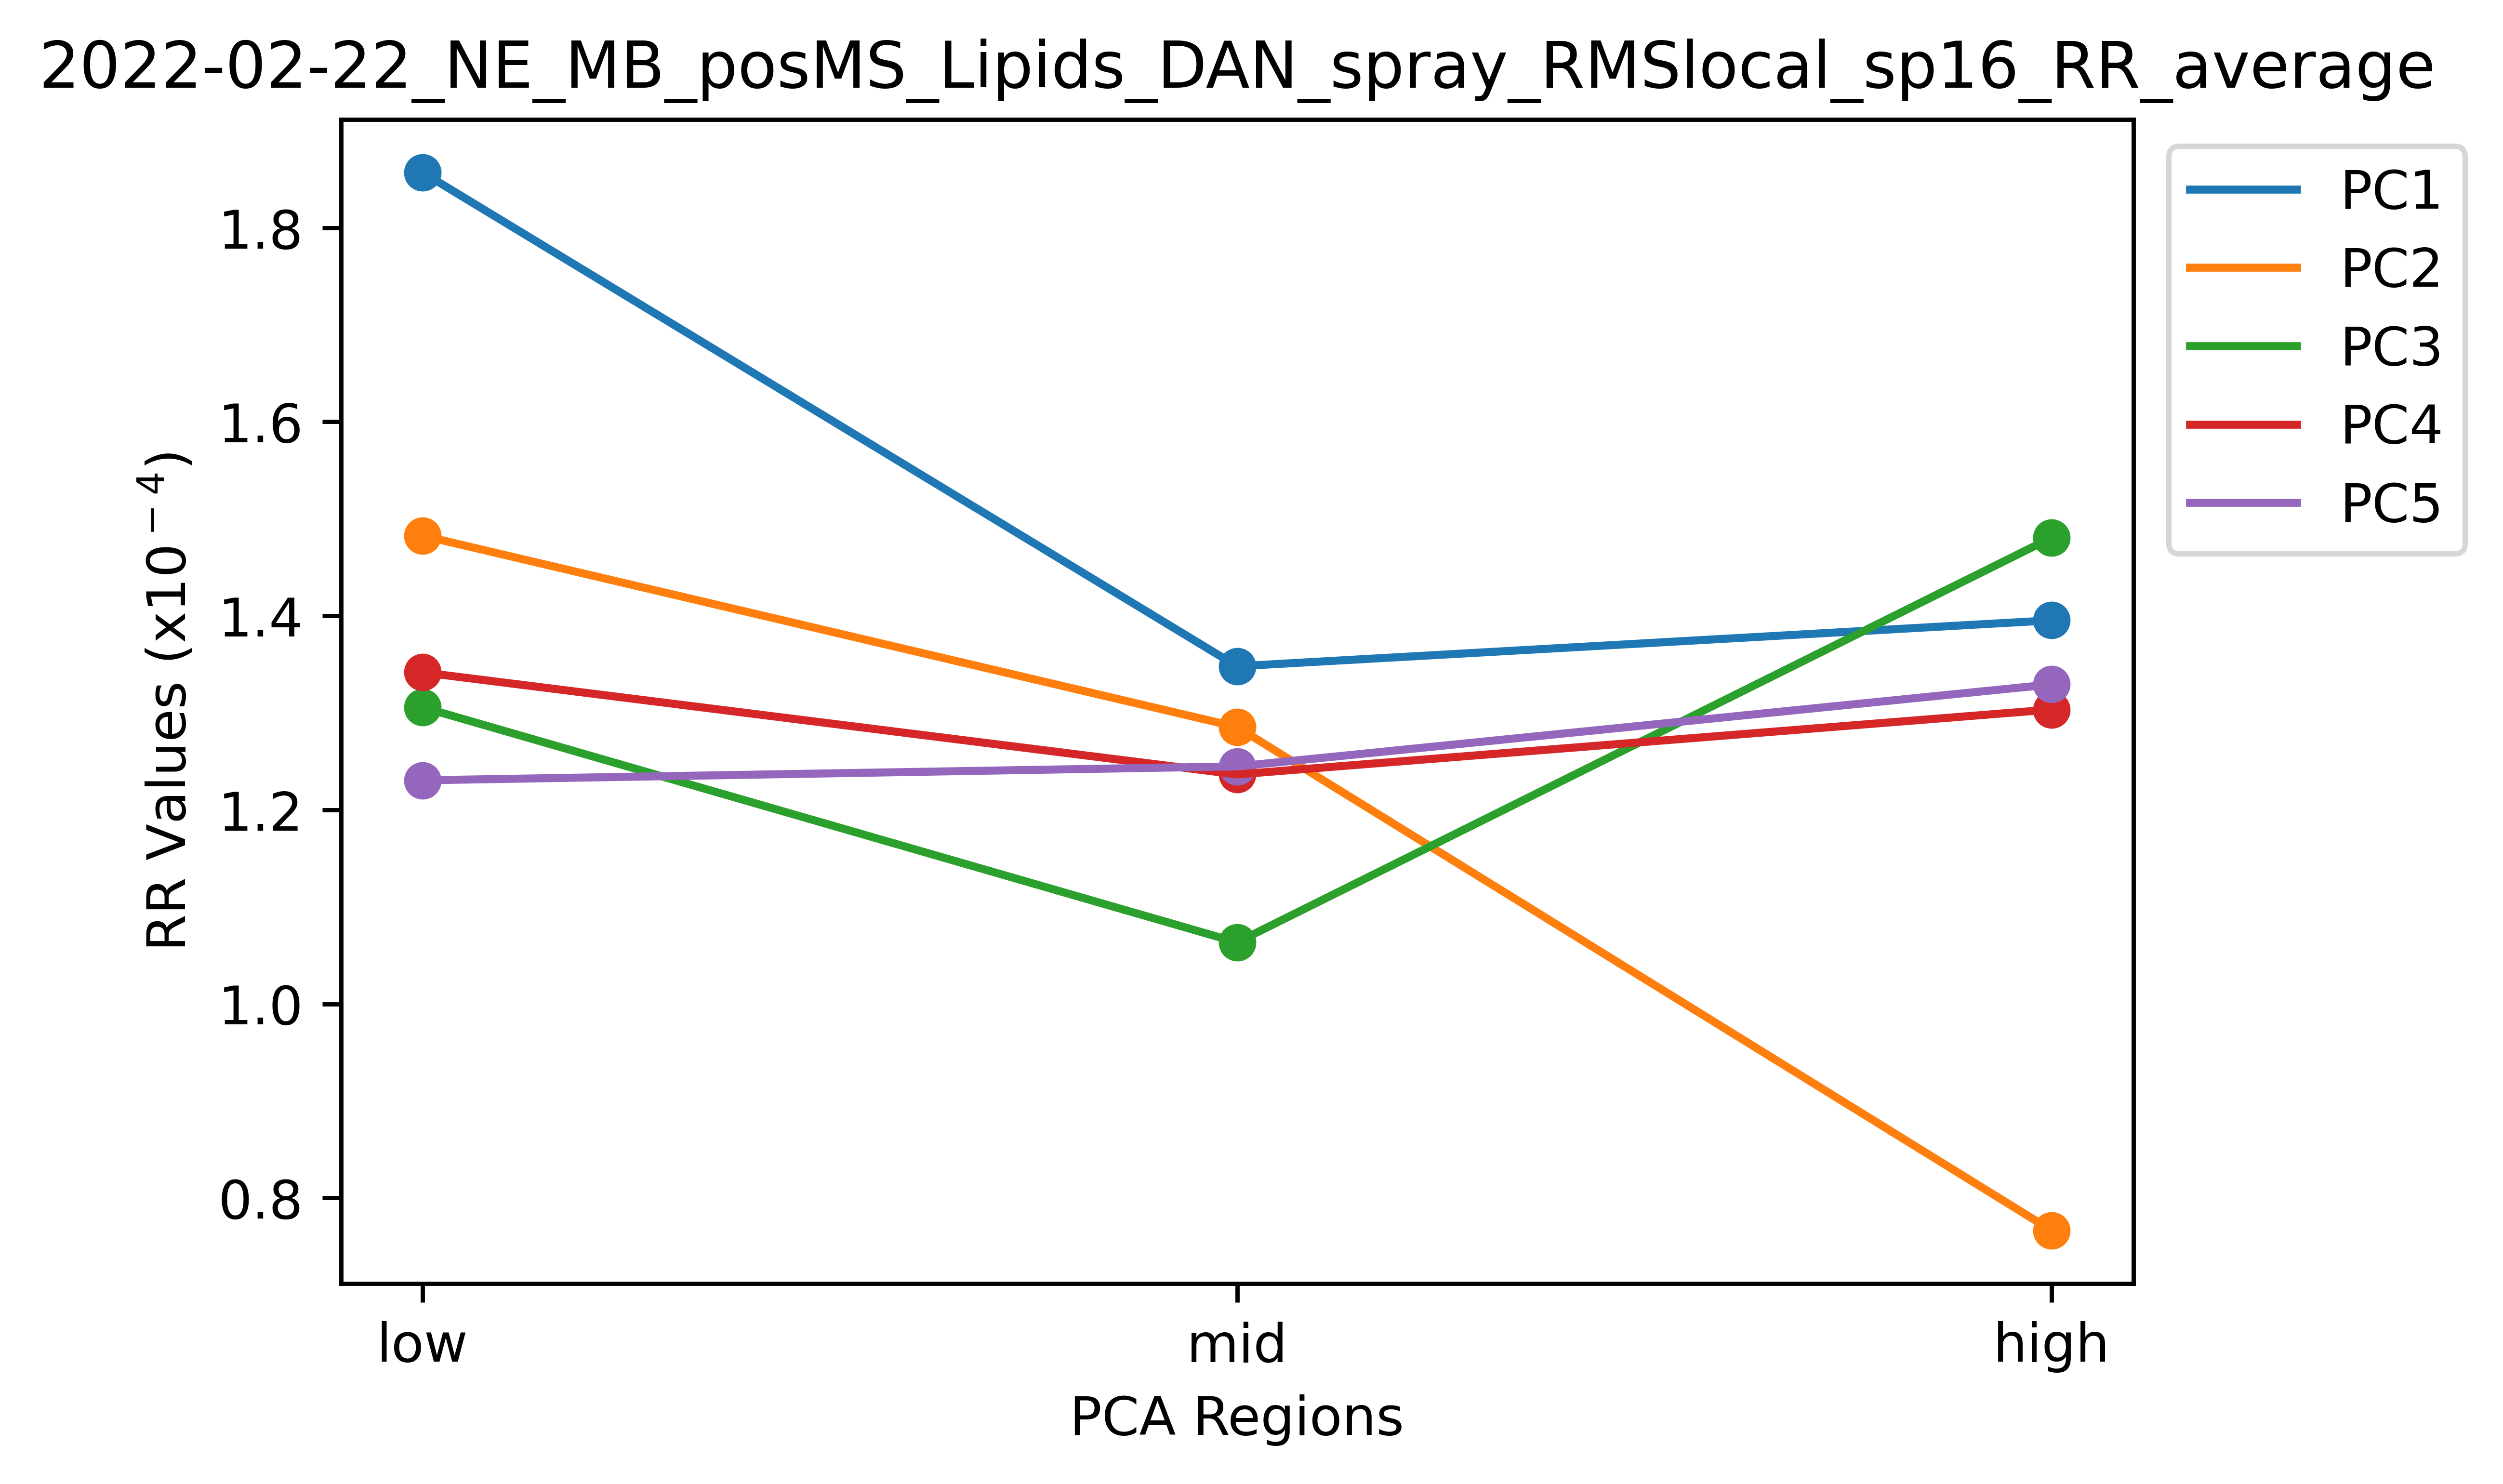 2022-02-22_NE_MB_posMS_Lipids_DAN_spray_RMSlocal_sp16_RR_average
PC1
PC2
PC3
PC4
PC5
RR Values (x10⁻⁴)
1.8
1.6
1.4
1.2
1.0
0.8
low
mid
high
PCA Regions